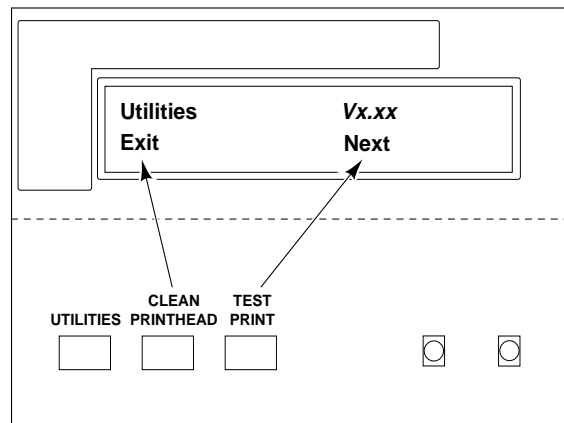 Utilities Vx.xx
Exit Next
CLEAN TEST
UTILITIES PRINTHEAD PRINT